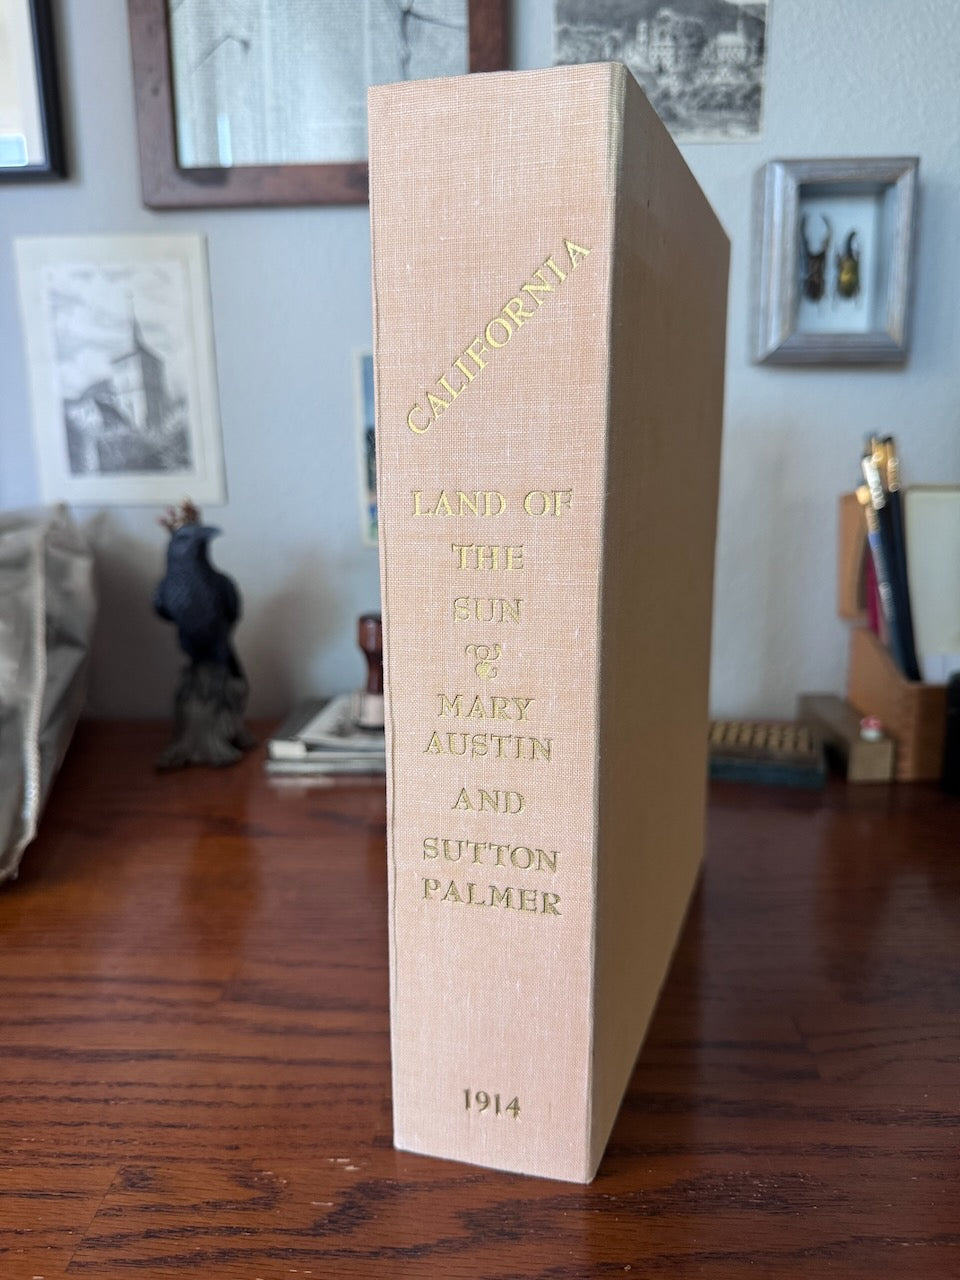 CALIFORNIA
LAND OF
THE
SUN
MARY
AUSTIN
AND
SUTTON
PALMER
1914